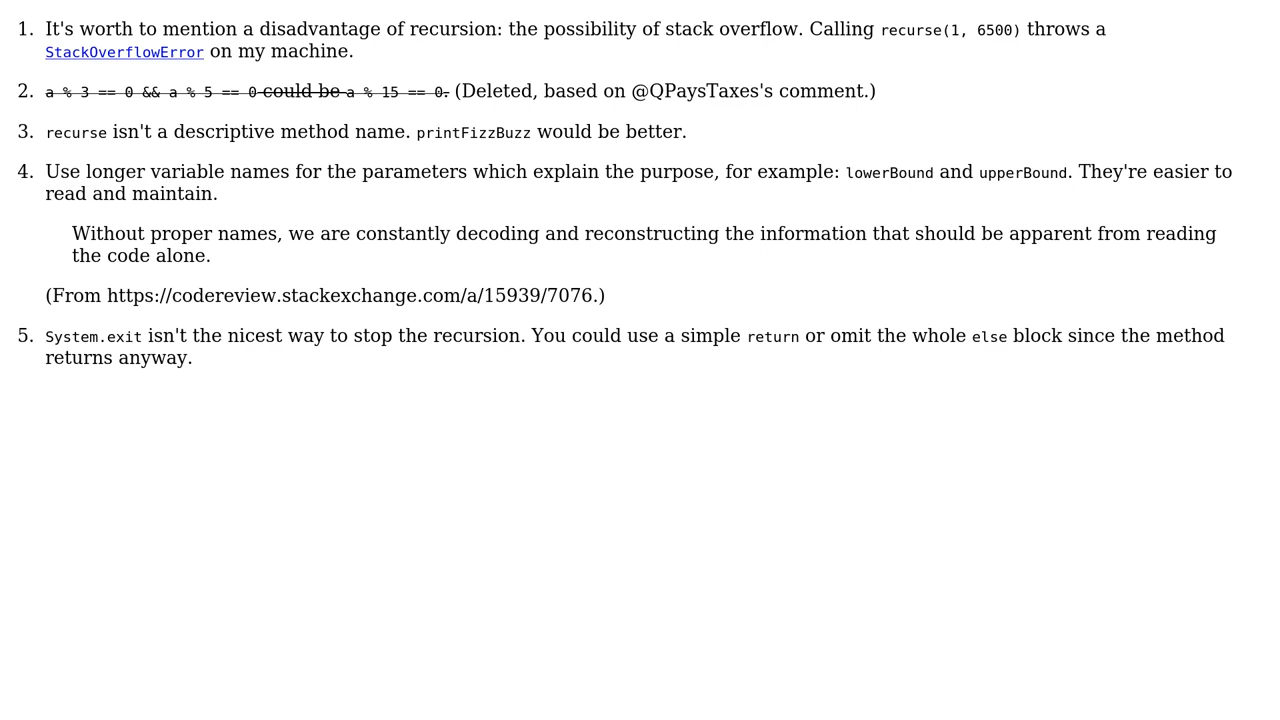 1. It's worth to mention a disadvantage of recursion: the possibility of stack overflow. Calling recurse(1, 6500) throws a
StackOverflowError on my machine.
2. a % 3 == 0 && a % 5 == 0 could be a % 15 == 0. (Deleted, based on @QPaysTaxes's comment.)
3. recurse isn't a descriptive method name. printFizzBuzz would be better.
4. Use longer variable names for the parameters which explain the purpose, for example: lowerBound and upperBound. They're easier to
read and maintain.
Without proper names, we are constantly decoding and reconstructing the information that should be apparent from reading
the code alone.
(From https://codereview.stackexchange.com/a/15939/7076.)
5. System.exit isn't the nicest way to stop the recursion. You could use a simple return or omit the whole else block since the method
returns anyway.